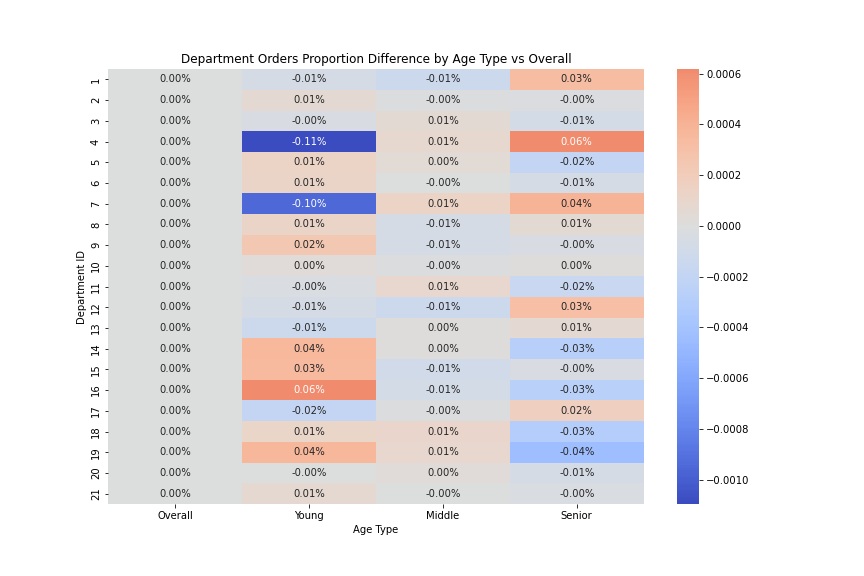 Department Orders Proportion Difference by Age Type vs Overall
1 0.00% -0.01% -0.01% 0.03%
2 0.00% 0.01% -0.00% -0.00%
3 0.00% -0.00% 0.01% -0.01%
4 0.00% -0.11% 0.01% 0.06%
5 0.00% 0.01% 0.00% -0.02%
6 0.00% 0.01% -0.00% -0.01%
7 0.00% -0.10% 0.01% 0.04%
8 0.00% 0.01% -0.01% 0.01%
9 0.00% 0.02% -0.01% -0.00%
10 0.00% 0.00% -0.00% 0.00%
11 0.00% -0.00% 0.01% -0.02%
12 0.00% -0.01% -0.01% 0.03%
13 0.00% -0.01% 0.00% 0.01%
14 0.00% 0.04% 0.00% -0.03%
15 0.00% 0.03% -0.01% -0.00%
16 0.00% 0.06% -0.01% -0.03%
17 0.00% -0.02% -0.00% 0.02%
18 0.00% 0.01% 0.01% -0.03%
19 0.00% 0.04% 0.01% -0.04%
20 0.00% -0.00% 0.00% -0.01%
21 0.00% 0.01% -0.00% -0.00%
Department ID
Overall Young Middle Senior
Age Type
0.0006
0.0004
0.0002
0.0000
−0.0002
−0.0004
−0.0006
−0.0008
−0.0010